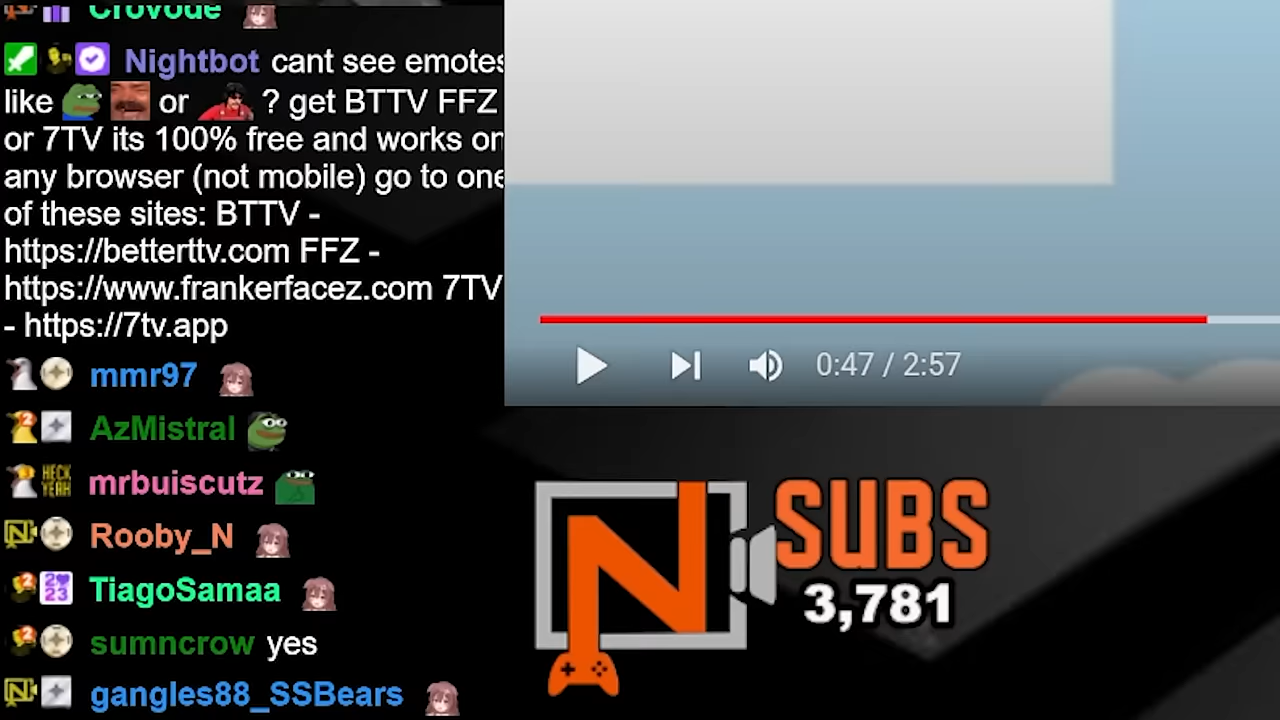 Crovode
Nightbot cant see emotes
like or ? get BTTV FFZ
or 7TV its 100% free and works on
any browser (not mobile) go to one
of these sites: BTTV -
https://betterttv.com FFZ -
https://www.frankerfacez.com 7TV
- https://7tv.app
mmr97
AzMistral
HECK
YEAH
mrbuiscutz
Rooby_N
TiagoSamaa
sumncrow yes
gangles88_SSBears
0:47 / 2:57
N
SUBS
3,781